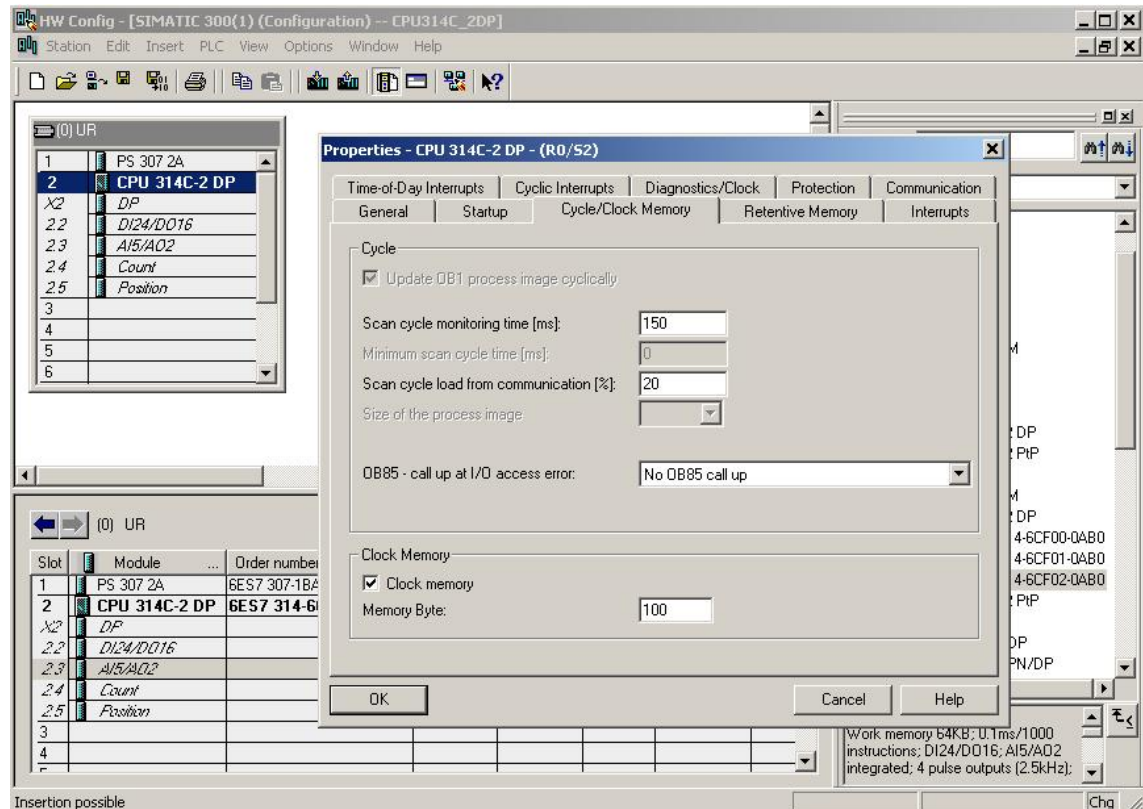 HW Config - [SIMATIC 300(1) (Configuration) -- CPU314C_2DP]
Station Edit Insert PLC View Options Window Help
(0) UR
1 PS 307 2A
2 CPU 314C-2 DP
X2 DP
2.2 DI24/DO16
2.3 AI5/AO2
2.4 Count
2.5 Position
3
4
5
6
Properties - CPU 314C-2 DP - (R0/S2)
Time-of-Day Interrupts Cyclic Interrupts Diagnostics/Clock Protection Communication
General Startup Cycle/Clock Memory Retentive Memory Interrupts
Cycle
Update OB1 process image cyclically
Scan cycle monitoring time [ms]: 150
Minimum scan cycle time [ms]: 0
Scan cycle load from communication [%]: 20
Size of the process image
OB85 - call up at I/O access error: No OB85 call up
Clock Memory
Clock memory
Memory Byte: 100
OK Cancel Help
DP
PtP
DP
4-6CF00-0AB0
4-6CF01-0AB0
4-6CF02-0AB0
PtP
DP
PN/DP
(0) UR
Slot Module ... Order number
1 PS 307 2A 6ES7 307-1BA
2 CPU 314C-2 DP 6ES7 314-6
X2 DP
2.2 DI24/DO16
2.3 AI5/AO2
2.4 Count
2.5 Position
3
4
Work memory 64KB; 0.1ms/1000
instructions; DI24/DO16; AI5/AO2
integrated; 4 pulse outputs (2.5kHz);
Insertion possible
Chg